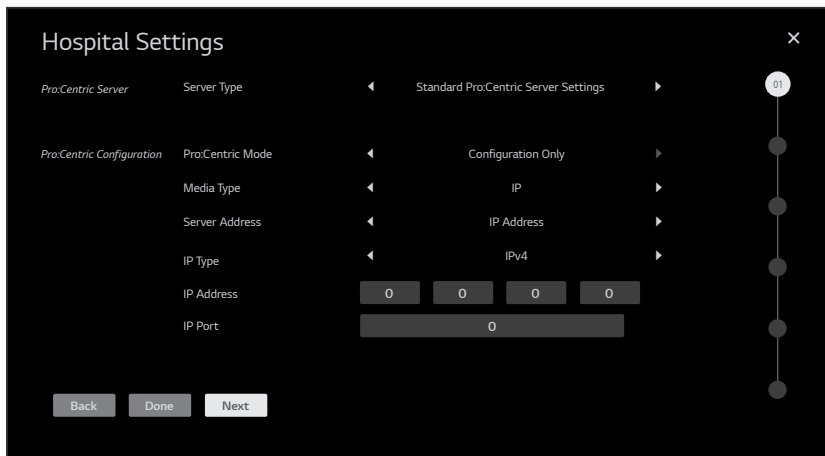 Hospital Settings
01
Pro:Centric Server Server Type Standard Pro:Centric Server Settings
Pro:Centric Configuration Pro:Centric Mode Configuration Only
Media Type IP
Server Address IP Address
IP Type IPv4
IP Address 0 0 0 0
IP Port 0
Back Done Next